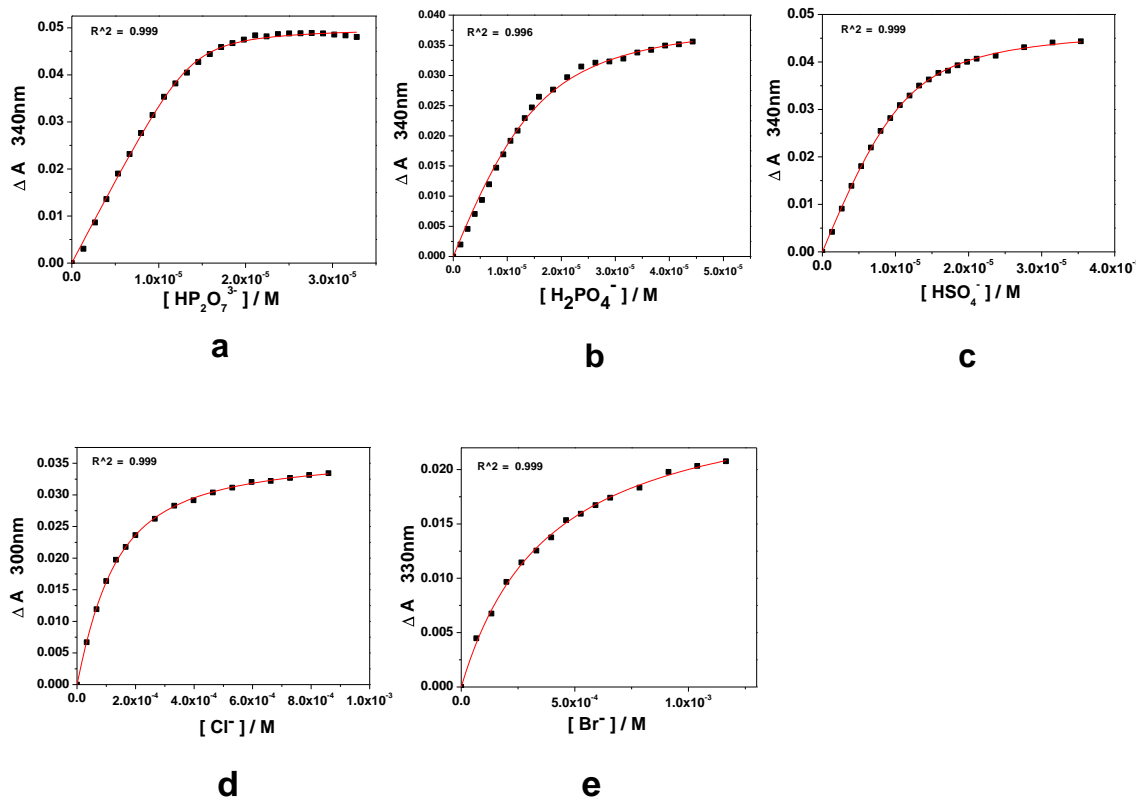 R^2 = 0.999
0.05
0.04
0.03
0.02
0.01
0.00
Δ A 340nm
0.0 1.0x10⁻⁵ 2.0x10⁻⁵ 3.0x10⁻⁵
[ HP₂O₇³⁻ ] / M
a
R^2 = 0.996
0.040
0.035
0.030
0.025
0.020
0.015
0.010
0.005
0.000
Δ A 340nm
0.0 1.0x10⁻⁵ 2.0x10⁻⁵ 3.0x10⁻⁵ 4.0x10⁻⁵ 5.0x10⁻⁵
[ H₂PO₄⁻ ] / M
b
R^2 = 0.999
0.05
0.04
0.03
0.02
0.01
0.00
Δ A 340nm
0.0 1.0x10⁻⁵ 2.0x10⁻⁵ 3.0x10⁻⁵ 4.0x10⁻
[ HSO₄⁻ ] / M
c
R^2 = 0.999
0.035
0.030
0.025
0.020
0.015
0.010
0.005
0.000
Δ A 300nm
0.0 2.0x10⁻⁴ 4.0x10⁻⁴ 6.0x10⁻⁴ 8.0x10⁻⁴ 1.0x10⁻³
[ Cl⁻ ] / M
d
R^2 = 0.999
0.020
0.015
0.010
0.005
0.000
Δ A 330nm
0.0 5.0x10⁻⁴ 1.0x10⁻³
[ Br⁻ ] / M
e